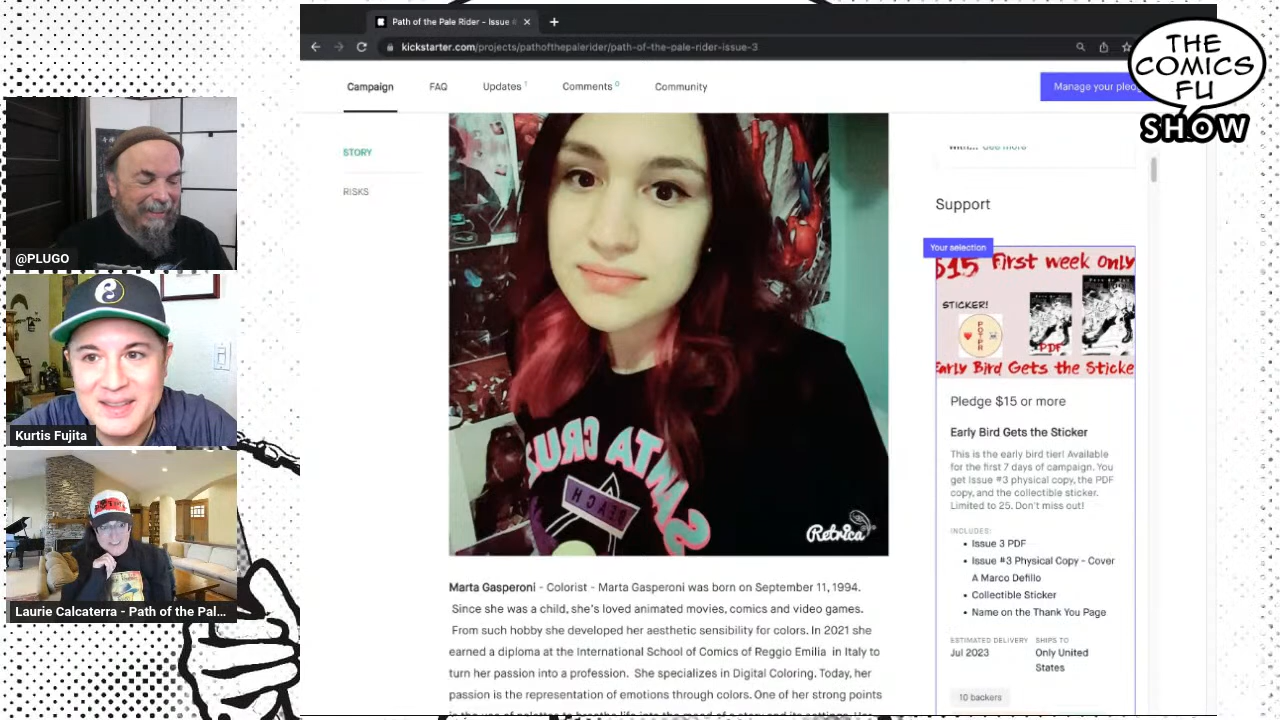 Path of the Pale Rider – Issue
kickstarter.com/projects/pathofthepalerider/path-of-the-pale-rider-issue-3
THE
COMICS
FU
SHOW
Campaign
FAQ
Updates 1
Comments 0
Community
Manage your pledg
STORY
RISKS
See more
Support
Your selection
$15 First week only
STICKER!
POTPR
PDF
Early Bird Gets the Sticke
Pledge $15 or more
Early Bird Gets the Sticker
This is the early bird tier! Available
for the first 7 days of campaign. You
get Issue #3 physical copy, the PDF
copy, and the collectible sticker.
Limited to 25. Don't miss out!
INCLUDES:
• Issue 3 PDF
• Issue #3 Physical Copy - Cover
A Marco Defillo
• Collectible Sticker
• Name on the Thank You Page
ESTIMATED DELIVERY
Jul 2023
SHIPS TO
Only United
States
10 backers
SANTA CRUZ
BEACH
Retrica
Marta Gasperoni - Colorist - Marta Gasperoni was born on September 11, 1994.
Since she was a child, she's loved animated movies, comics and video games.
From such hobby she developed her aesthetic sensibility for colors. In 2021 she
earned a diploma at the International School of Comics of Reggio Emilia in Italy to
turn her passion into a profession. She specializes in Digital Coloring. Today, her
passion is the representation of emotions through colors. One of her strong points
@PLUGO
Kurtis Fujita
Laurie Calcaterra - Path of the Pal...